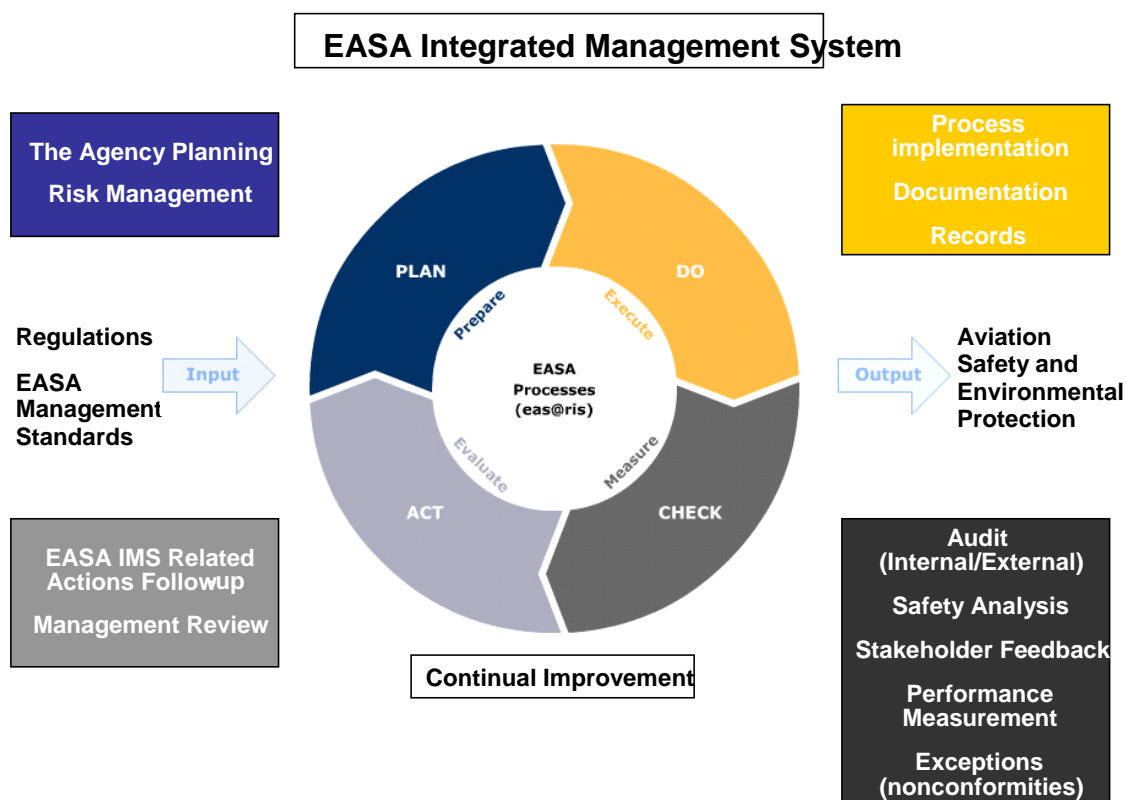 EASA Integrated Management System
The Agency Planning
Risk Management
Process
implementation
Documentation
Records
PLAN
DO
Prepare
Execute
Regulations
EASA
Management
Standards
Input
EASA
Processes
(eas@ris)
Output
Aviation
Safety and
Environmental
Protection
Evaluate
Measure
ACT
CHECK
EASA IMS Related
Actions Follow-up
Management Review
Audit
(Internal/External)
Safety Analysis
Stakeholder Feedback
Performance
Measurement
Exceptions
(nonconformities)
Continual Improvement